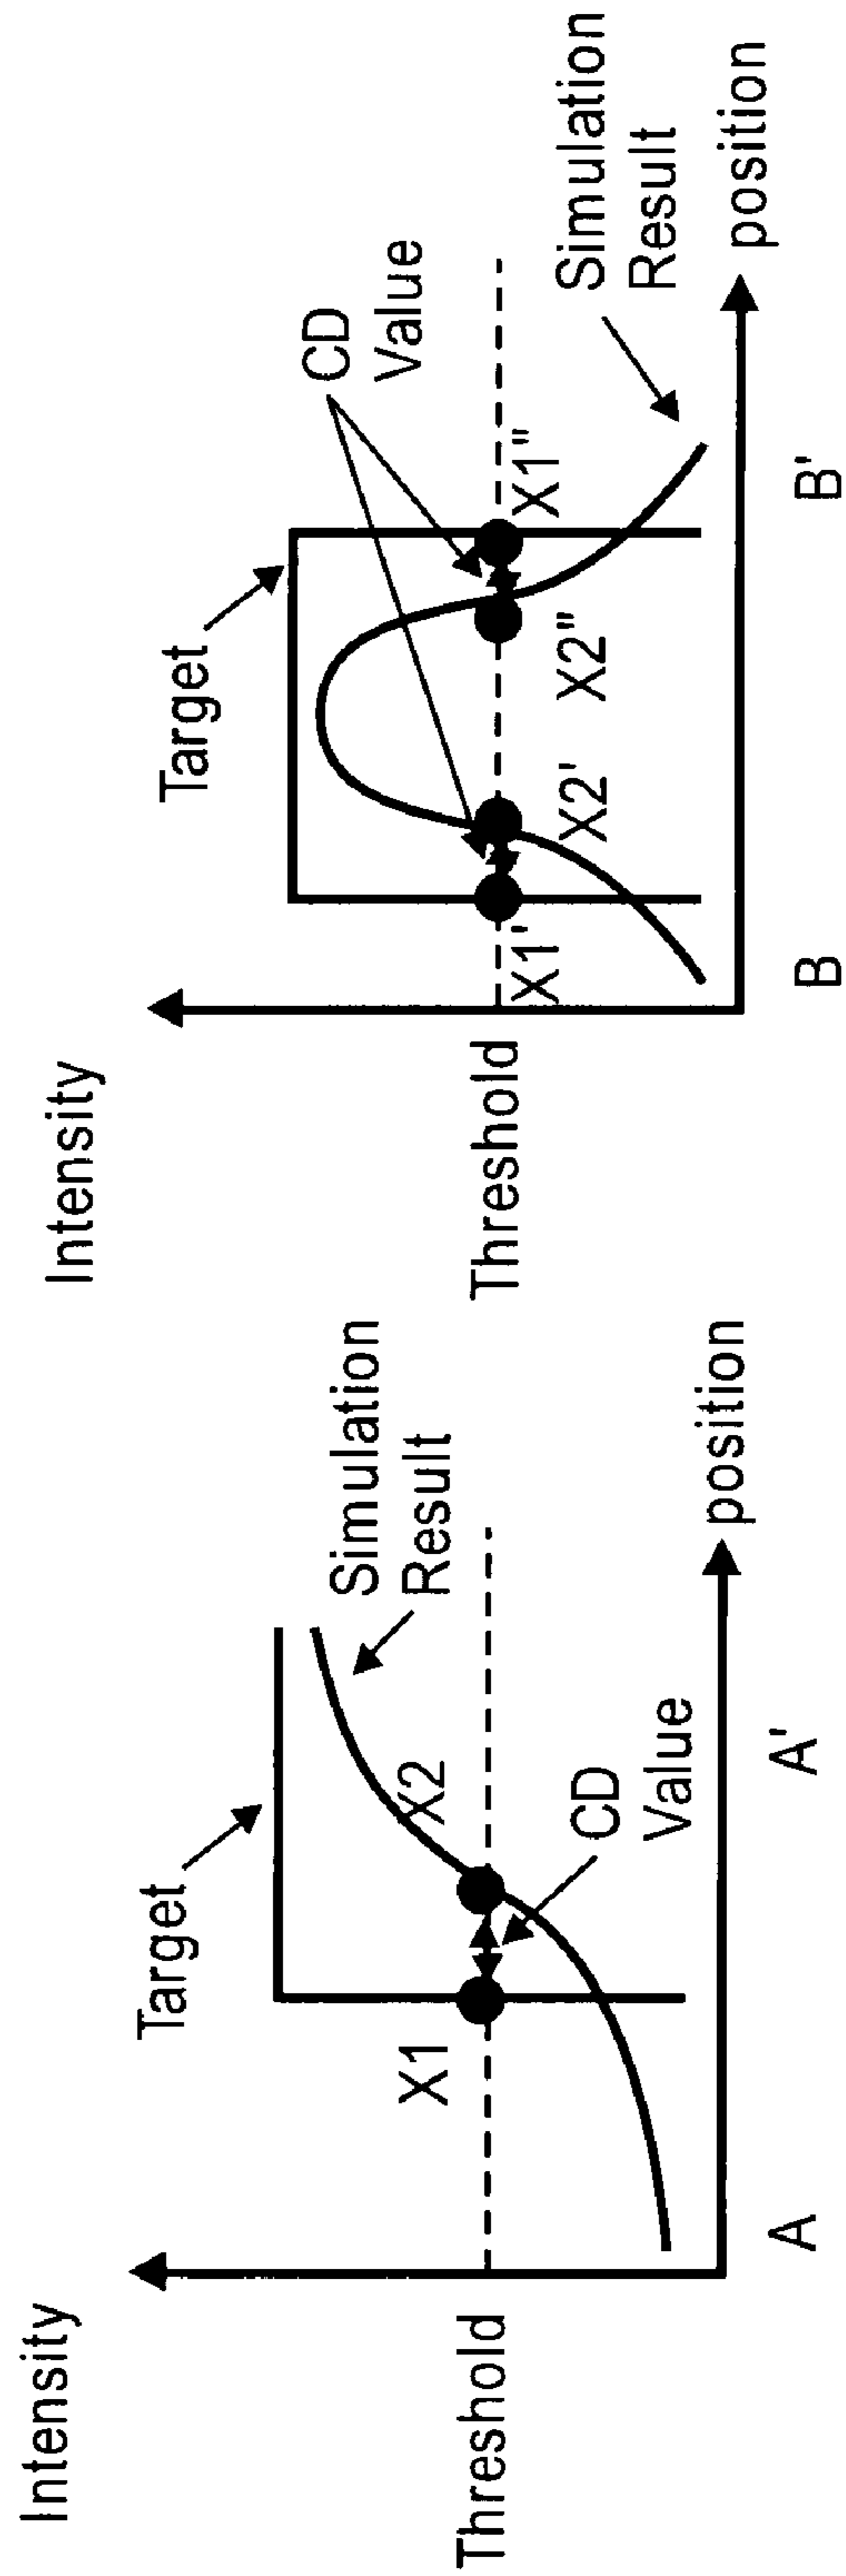 Intensity
Target
Simulation
Result
X1
X2
Threshold
CD
Value
position
A
A'
Intensity
Target
CD
Value
Threshold
X1'
X2'
X2"
X1"
Simulation
Result
position
B
B'